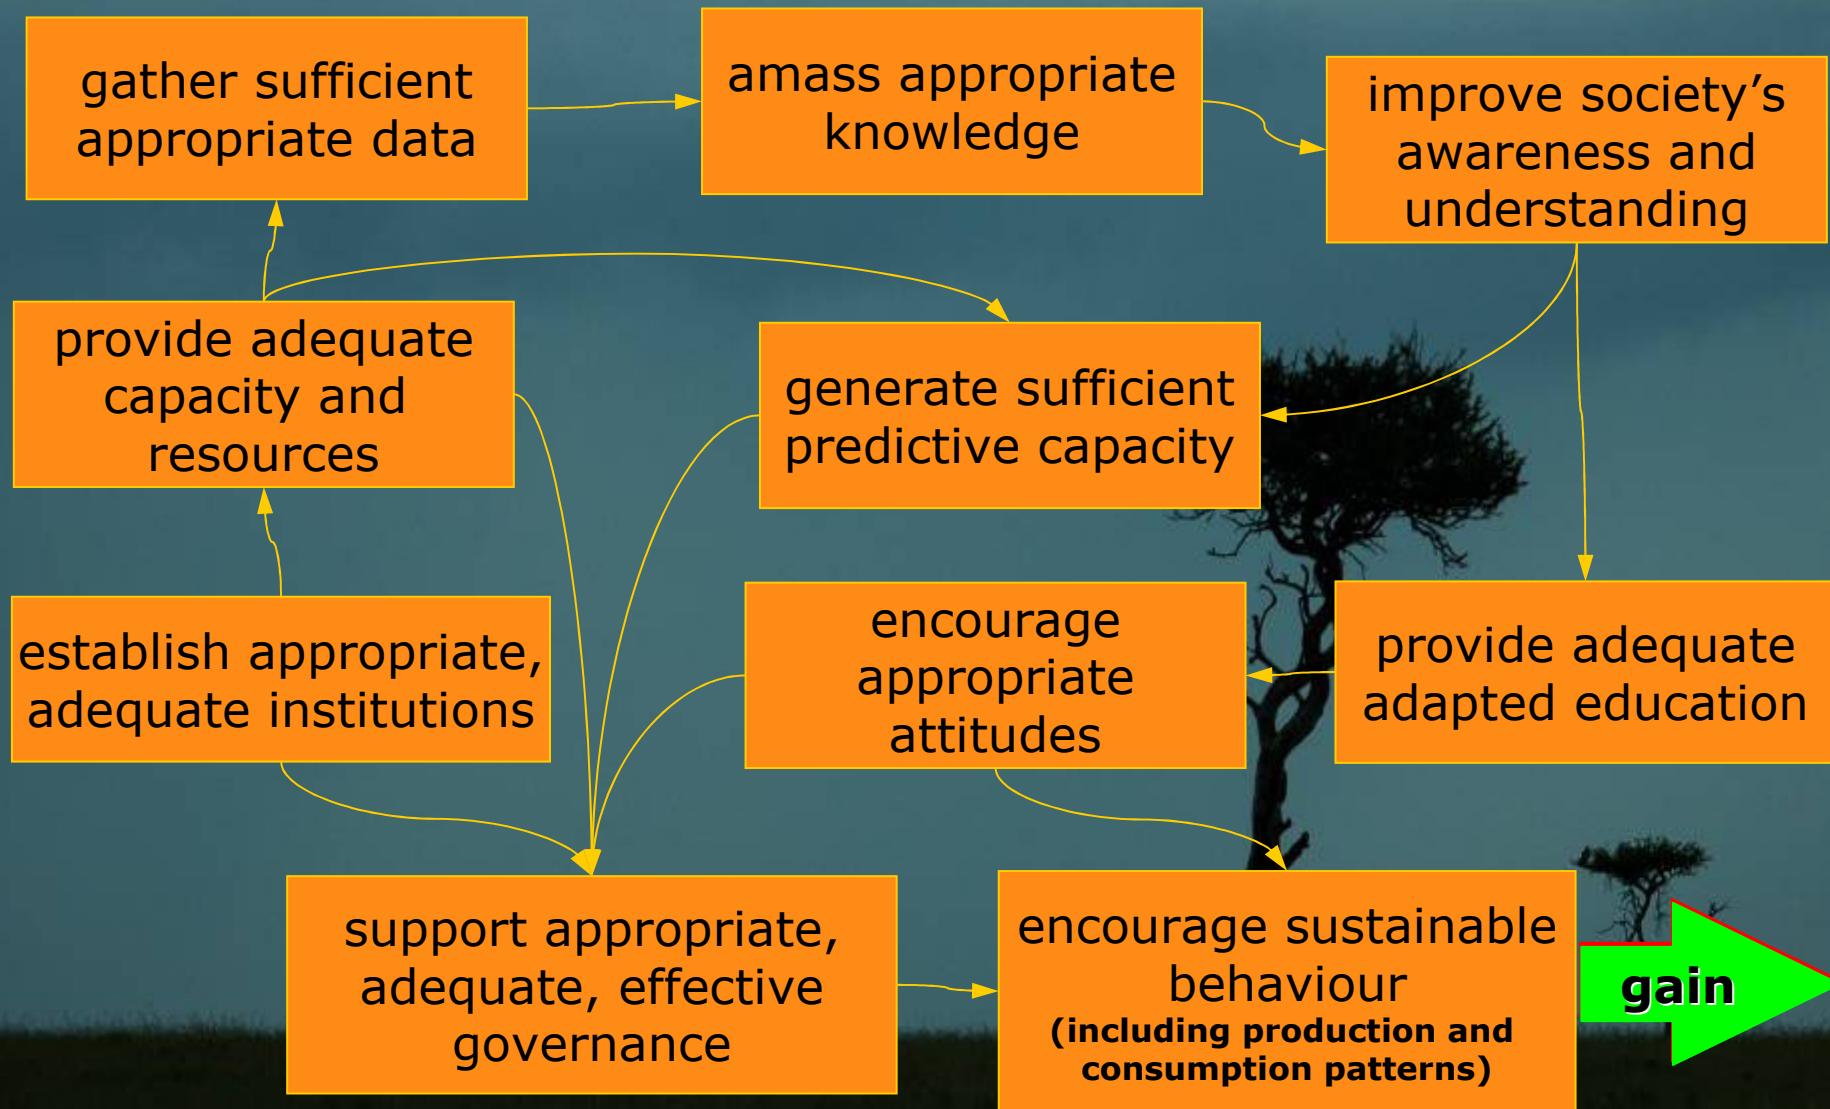 gather sufficient
appropriate data
amass appropriate
knowledge
improve society’s
awareness and
understanding
provide adequate
capacity and
resources
generate sufficient
predictive capacity
establish appropriate,
adequate institutions
encourage
appropriate
attitudes
provide adequate
adapted education
support appropriate,
adequate, effective
governance
encourage sustainable
behaviour
(including production and
consumption patterns)
gain